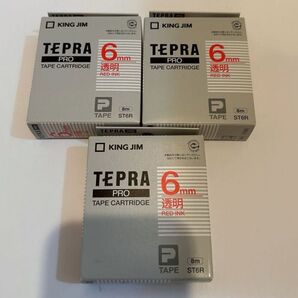 KING JIM
TEPRA
PRO
TAPE CARTRIDGE
6mm
透明
RED INK
TAPE
8m
ST6R
KING JIM
TEPRA
PRO
TAPE CARTRIDGE
6mm
透明
RED INK
TAPE
8m
ST6R
TEPRA
TEPRA
KING JIM
TEPRA
PRO
TAPE CARTRIDGE
6mm
透明
RED INK
P
TAPE
8m
ST6R